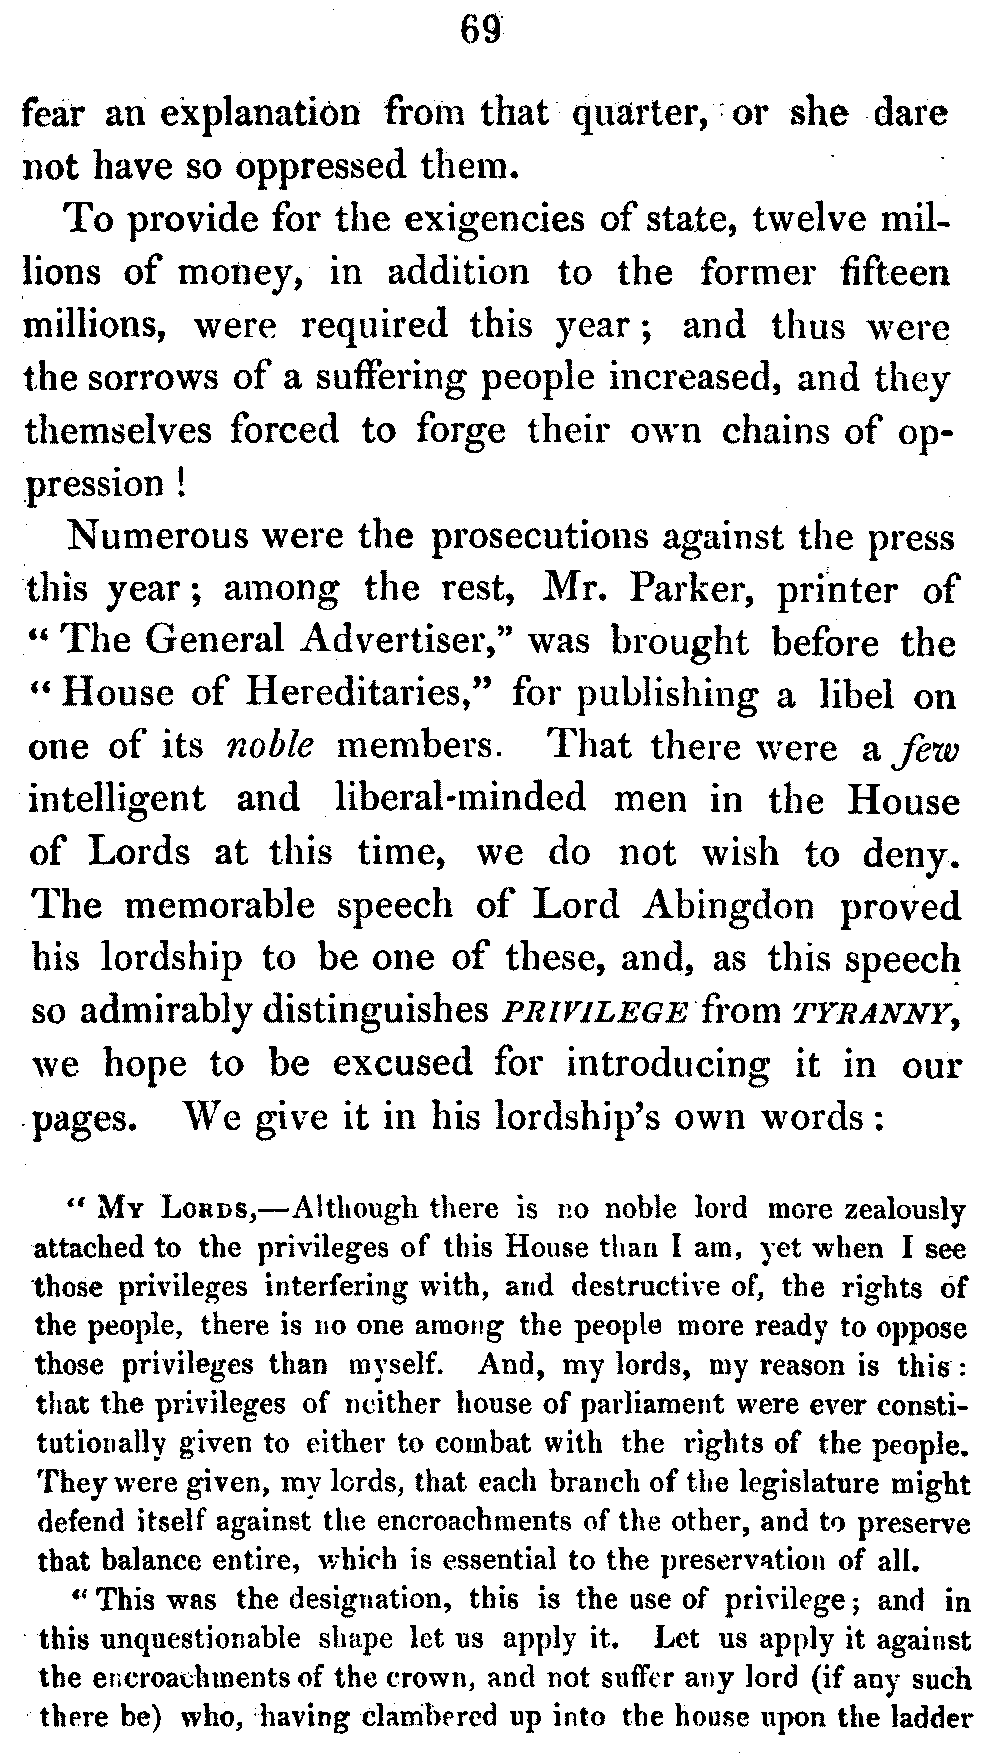 69
fear an explanation from that quarter, or she dare
not have so oppressed them.
To provide for the exigencies of state, twelve mil-
lions of money, in addition to the former fifteen
millions, were required this year; and thus were
the sorrows of a suffering people increased, and they
themselves forced to forge their own chains of op-
pression!
Numerous were the prosecutions against the press
this year; among the rest, Mr. Parker, printer of
“The General Advertiser,” was brought before the
“House of Hereditaries,” for publishing a libel on
one of its noble members. That there were a few
intelligent and liberal-minded men in the House
of Lords at this time, we do not wish to deny.
The memorable speech of Lord Abingdon proved
his lordship to be one of these, and, as this speech
so admirably distinguishes PRIVILEGE from TYRANNY,
we hope to be excused for introducing it in our
pages. We give it in his lordship's own words:
“MY LORDS,—Although there is no noble lord more zealously
attached to the privileges of this House than I am, yet when I see
those privileges interfering with, and destructive of, the rights of
the people, there is no one among the people more ready to oppose
those privileges than myself. And, my lords, my reason is this:
that the privileges of neither house of parliament were ever consti-
tutionally given to either to combat with the rights of the people.
They were given, my lords, that each branch of the legislature might
defend itself against the encroachments of the other, and to preserve
that balance entire, which is essential to the preservation of all.
“This was the designation, this is the use of privilege; and in
this unquestionable shape let us apply it. Let us apply it against
the encroachments of the crown, and not suffer any lord (if any such
there be) who, having clambered up into the house upon the ladder